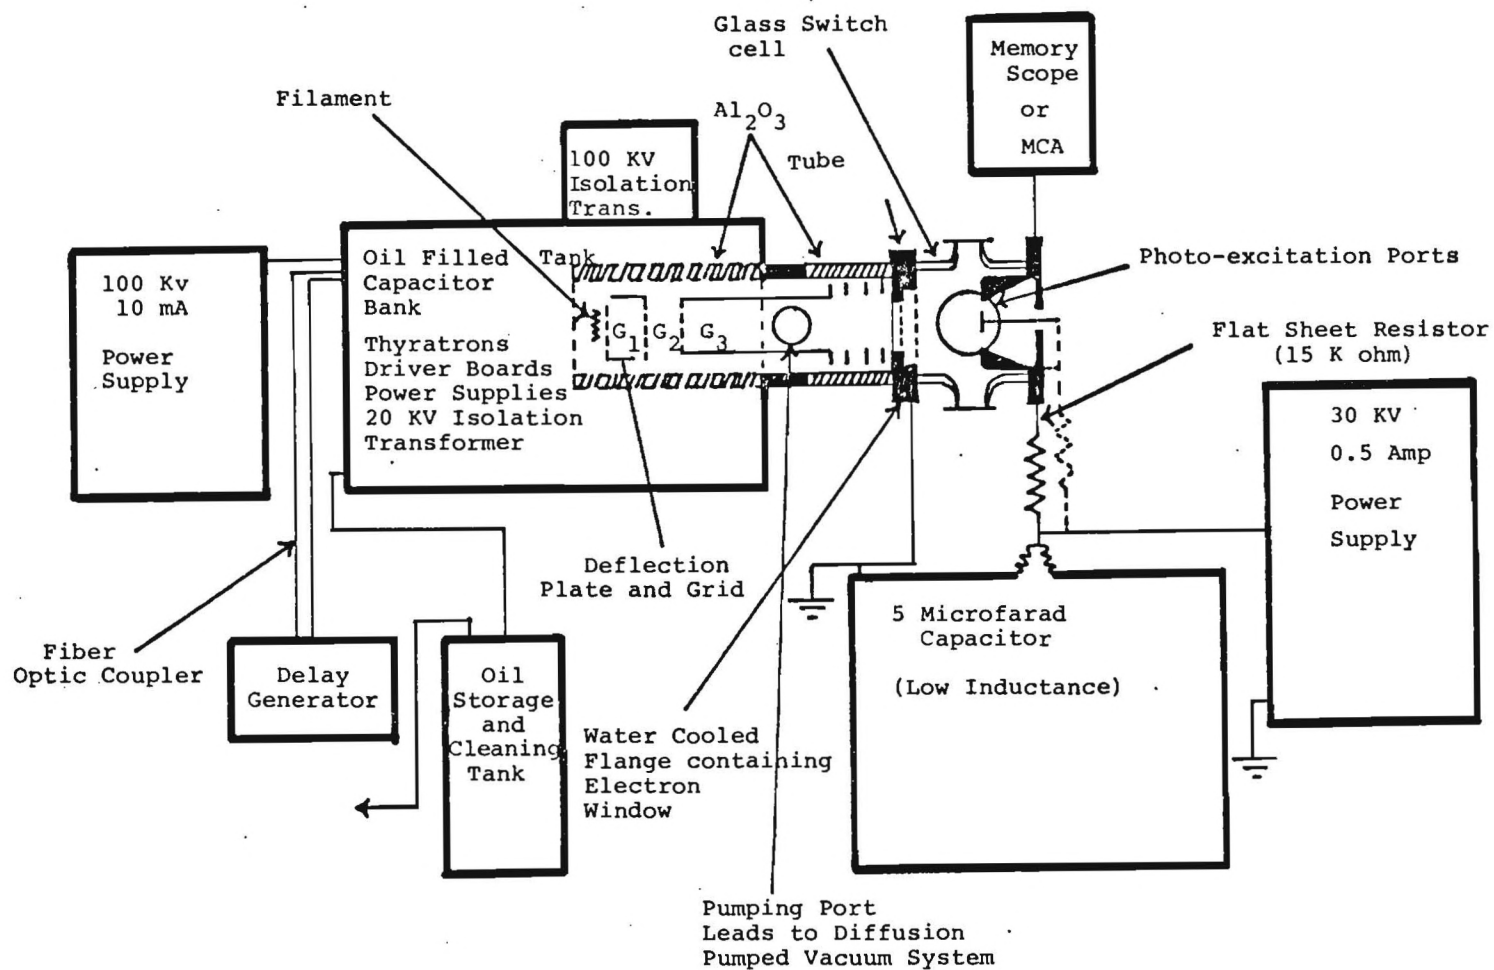 Glass Switch
cell
Memory
Scope
or
MCA
Filament
Al2O3
Tube
100 KV
Isolation
Trans.
Photo-excitation Ports
Oil Filled Tank
Capacitor
Bank
Thyratrons
Driver Boards
Power Supplies
20 KV Isolation
Transformer
100 Kv
10 mA
Power
Supply
G1
G2
G3
Flat Sheet Resistor
(15 K ohm)
30 KV
0.5 Amp
Power
Supply
Deflection
Plate and Grid
5 Microfarad
Capacitor
(Low Inductance)
Fiber
Optic Coupler
Delay
Generator
Oil
Storage
and
Cleaning
Tank
Water Cooled
Flange containing
Electron
Window
Pumping Port
Leads to Diffusion
Pumped Vacuum System